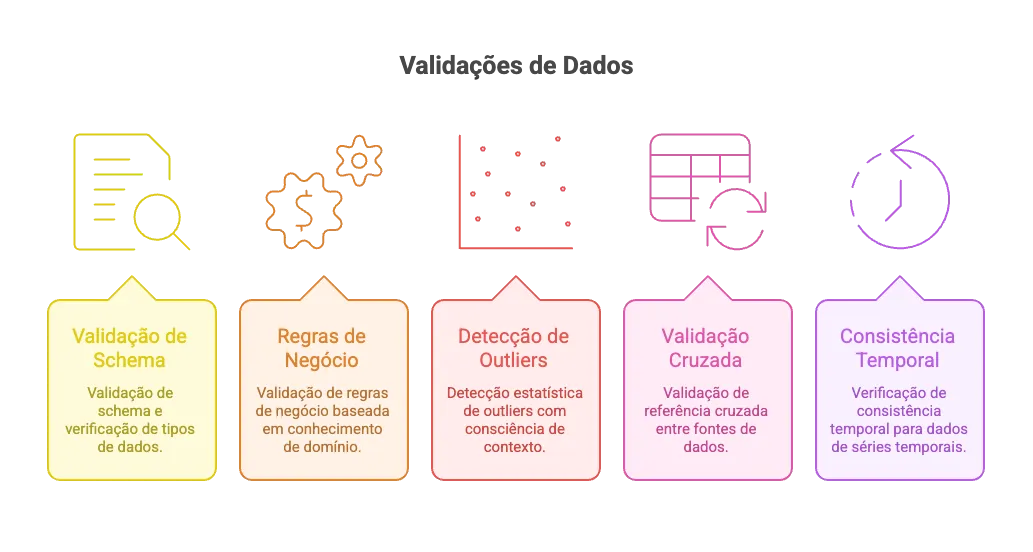 Validações de Dados
$
Validação de
Schema
Validação de
schema e
verificação de tipos
de dados.
Regras de
Negócio
Validação de regras
de negócio baseada
em conhecimento
de domínio.
Detecção de
Outliers
Detecção estatística
de outliers com
consciência de
contexto.
Validação
Cruzada
Validação de
referência cruzada
entre fontes de
dados.
Consistência
Temporal
Verificação de
consistência
temporal para dados
de séries temporais.